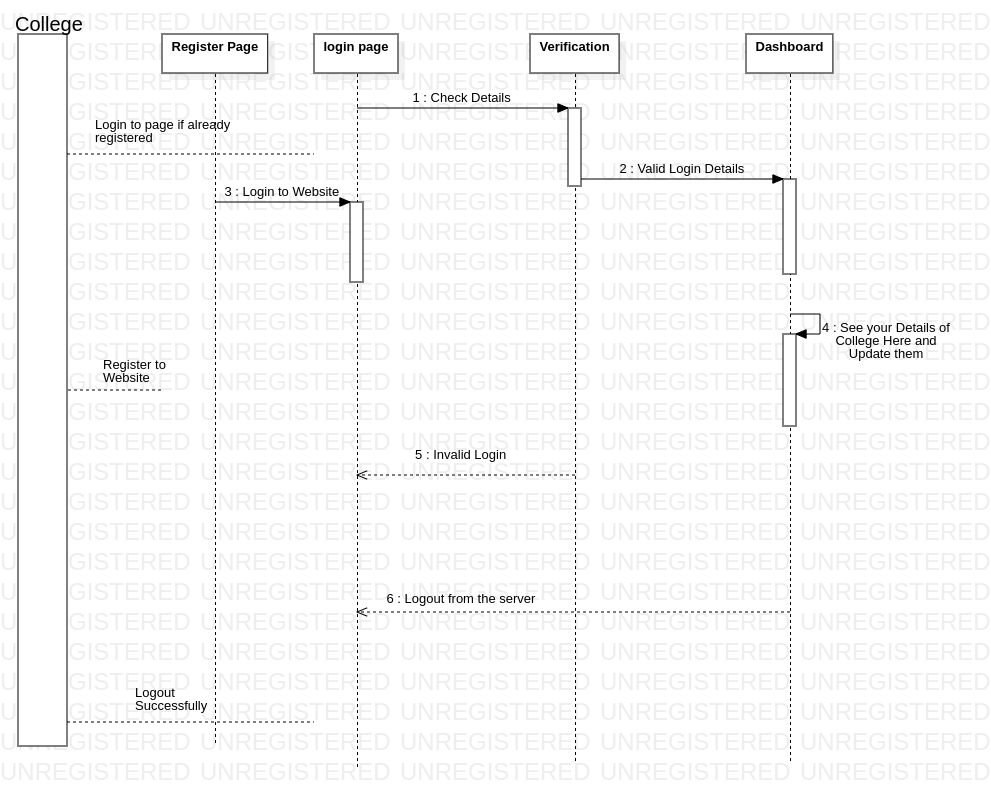 College
Register Page
login page
Verification
Dashboard
1 : Check Details
Login to page if already
registered
2 : Valid Login Details
3 : Login to Website
4 : See your Details of
College Here and
Update them
Register to
Website
5 : Invalid Login
6 : Logout from the server
Logout
Successfully
UNREGISTERED